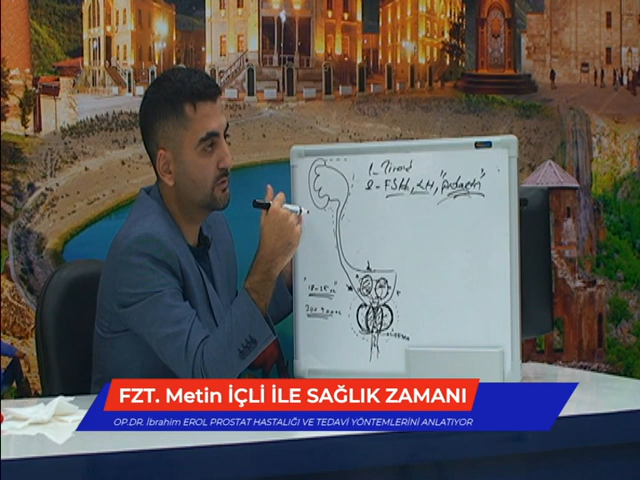 1-Tiroid
2-FSH, LH, "prolaktin"
FZT. Metin İÇLİ İLE SAĞLIK ZAMANI
OP.DR. İbrahim EROL PROSTAT HASTALIĞI VE TEDAVİ YÖNTEMLERİNİ ANLATIYOR